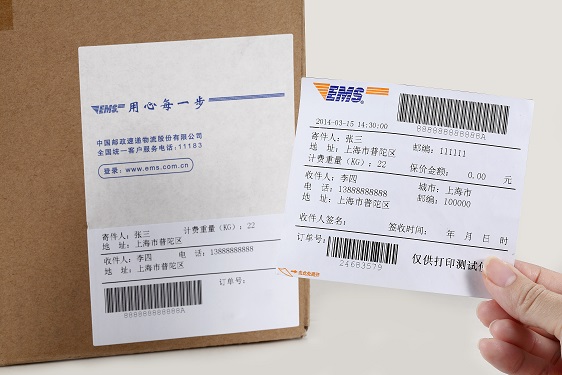 EMS 用心每一步
中国邮政速递物流股份有限公司
全国统一客户服务电话:11183
登录: www.ems.com.cn
寄件人: 张三 计费重量 (KG): 22
地 址: 上海市普陀区
收件人: 李四 电 话: 13888888888
地 址: 上海市普陀区
订单号:
888888888888A
EMS
888888888888A
2014-03-15 14:30:00
寄件人: 张三 邮编: 111111
地 址: 上海市普陀区
计费重量 (KG): 22 保价金额: 0.00 元
收件人: 李四 城市: 上海市
电 话: 13888888888 邮编: 100000
地 址: 上海市普陀区
收件人签名: 签收时间: 年 月 日 时
订单号:
24683579
仅供打印测试